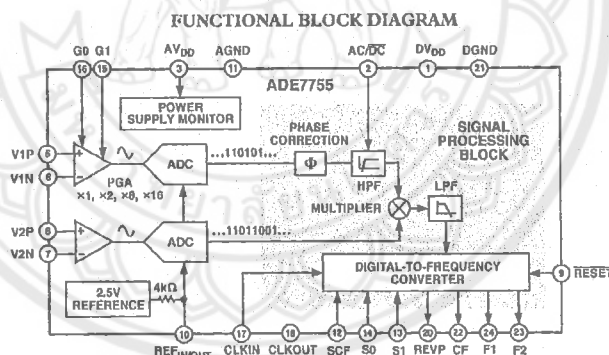 FUNCTIONAL BLOCK DIAGRAM
G0 G1 AVDD AGND AC/DC DVDD DGND
16 15 3 11 2 1 21
ADE7755
POWER
SUPPLY MONITOR
PHASE
CORRECTION
SIGNAL
PROCESSING
BLOCK
V1P 5
V1N 8
+
−
PGA
×1, ×2, ×8, ×16
ADC
...110101...
Φ
HPF
LPF
MULTIPLIER
V2P 6
V2N 7
+
−
ADC
...11011001...
2.5V
REFERENCE
4kΩ
DIGITAL-TO-FREQUENCY
CONVERTER
9 RESET
10 17 18 12 14 13 20 22 24 23
REFIN/OUT CLKIN CLKOUT SCF S0 S1 REVP CF F1 F2